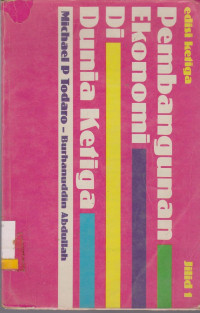 edisi ketiga
Pembangunan
Ekonomi
Di
Dunia Ketiga
Michael P Todaro – Burhanuddin Abdullah
Jilid 1